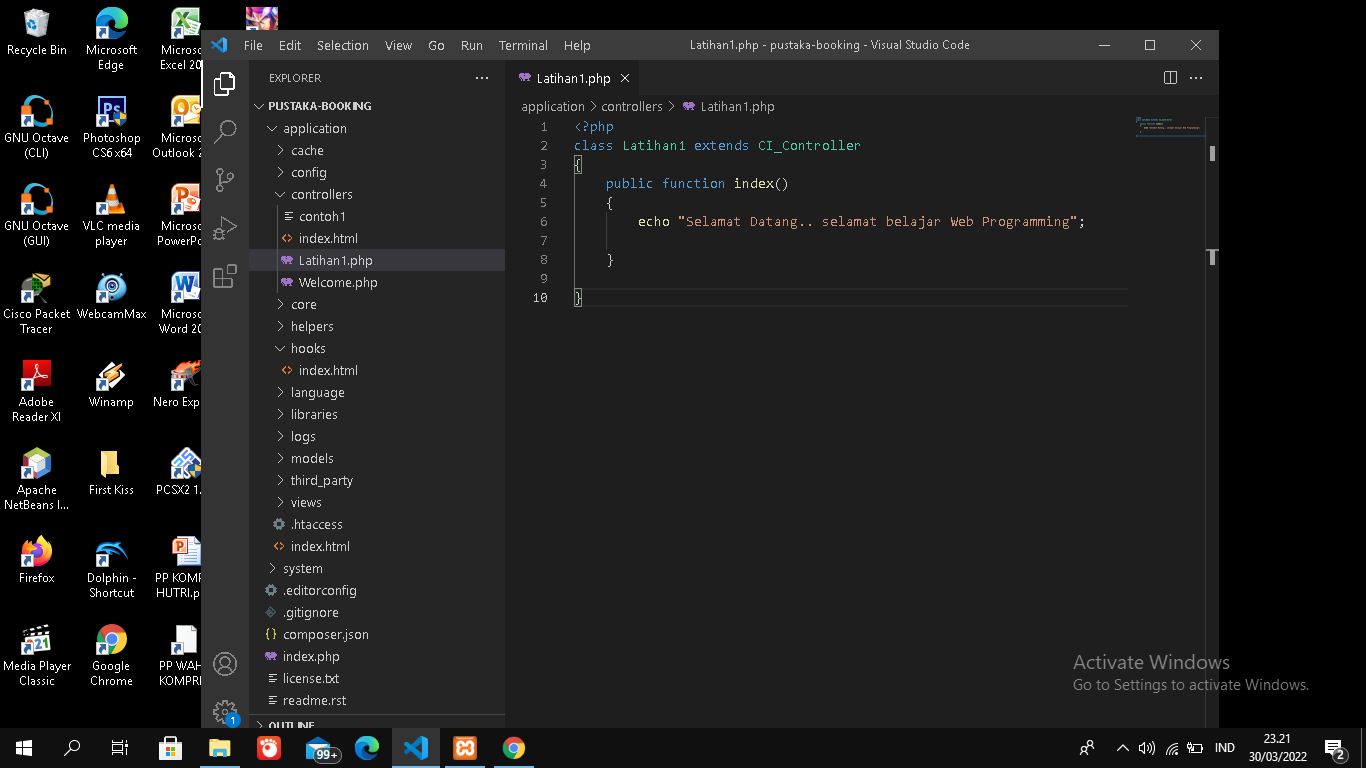 Recycle Bin
Microsoft
Edge
Microso
Excel 20
GNU Octave
(CLI)
Photoshop
CS6 x64
Microso
Outlook 2
GNU Octave
(GUI)
VLC media
player
Microso
PowerPo
Cisco Packet
Tracer
WebcamMax
Microso
Word 20
Adobe
Reader XI
Winamp
Nero Exp
Apache
NetBeans I...
First Kiss
PCSX2 1.
Firefox
Dolphin -
Shortcut
PP KOMP
HUTRI.p
Media Player
Classic
Google
Chrome
PP WAH
KOMPRE
File Edit Selection View Go Run Terminal Help
Latihan1.php - pustaka-booking - Visual Studio Code
EXPLORER
PUSTAKA-BOOKING
application
cache
config
controllers
contoh1
index.html
Latihan1.php
Welcome.php
core
helpers
hooks
index.html
language
libraries
logs
models
third_party
views
.htaccess
index.html
system
.editorconfig
.gitignore
composer.json
index.php
license.txt
readme.rst
OUTLINE
1
Latihan1.php
application > controllers > Latihan1.php
1 <?php
2 class Latihan1 extends CI_Controller
3 {
4 public function index()
5 {
6 echo "Selamat Datang.. selamat belajar Web Programming";
7
8 }
9
10 }
Activate Windows
Go to Settings to activate Windows.
99+
IND
23.21
30/03/2022
2